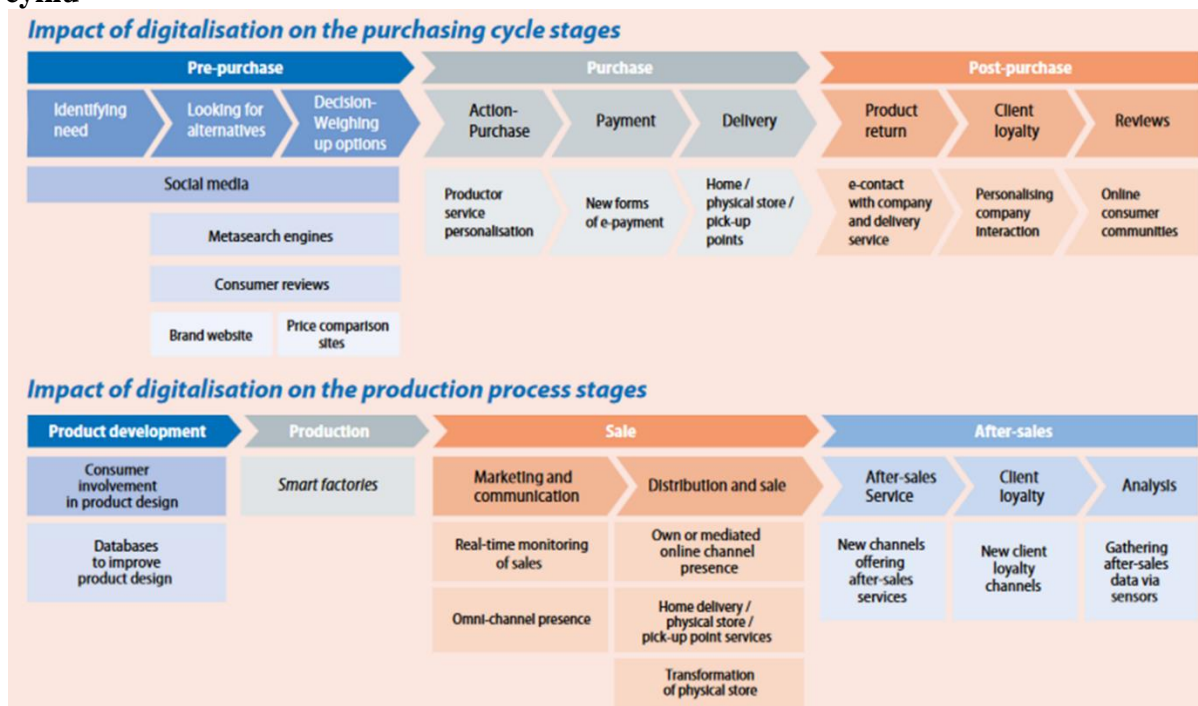 Impact of digitalisation on the purchasing cycle stages
Pre-purchase
Purchase
Post-purchase
Identifying
need
Looking for
alternatives
Decision-
Weighing
up options
Action-
Purchase
Payment
Delivery
Product
return
Client
loyalty
Reviews
Social media
Metasearch engines
Consumer reviews
Brand website
Price comparison
sites
Productor
service
personalisation
New forms
of e-payment
Home /
physical store /
pick-up
points
e-contact
with company
and delivery
service
Personalising
company
interaction
Online
consumer
communities
Impact of digitalisation on the production process stages
Product development
Production
Sale
After-sales
Consumer
involvement
in product design
Databases
to improve
product design
Smart factories
Marketing and
communication
Real-time monitoring
of sales
Omni-channel presence
Distribution and sale
Own or mediated
online channel
presence
Home delivery /
physical store /
pick-up point services
Transformation
of physical store
After-sales
Service
New channels
offering
after-sales
services
Client
loyalty
New client
loyalty
channels
Analysis
Gathering
after-sales
data via
sensors